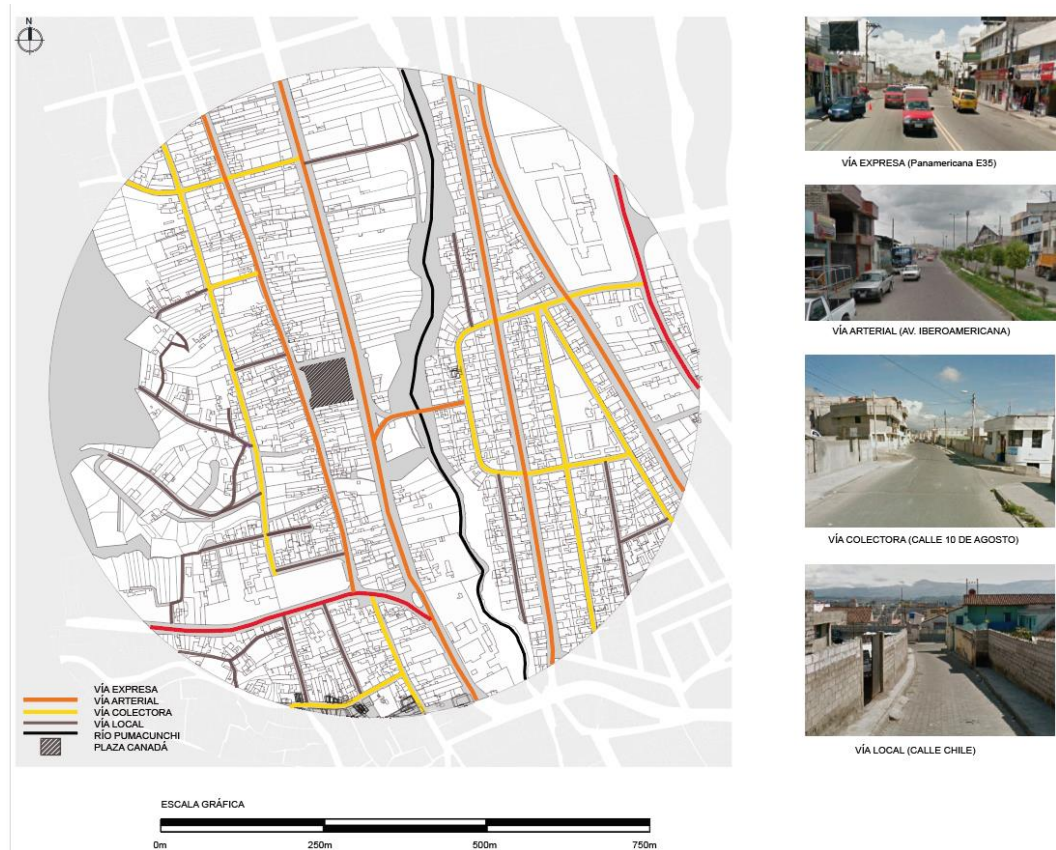 N
VÍA EXPRESA (Panamericana E35)
VÍA ARTERIAL (AV. IBEROAMERICANA)
VÍA COLECTORA (CALLE 10 DE AGOSTO)
VÍA LOCAL (CALLE CHILE)
VÍA EXPRESA
VÍA ARTERIAL
VÍA COLECTORA
VÍA LOCAL
RÍO PUMACUNCHI
PLAZA CANADÁ
ESCALA GRÁFICA
0m 250m 500m 750m